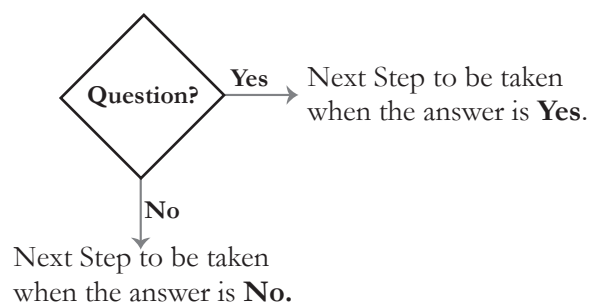 Question?
Yes
Next Step to be taken
when the answer is Yes.
No
Next Step to be taken
when the answer is No.